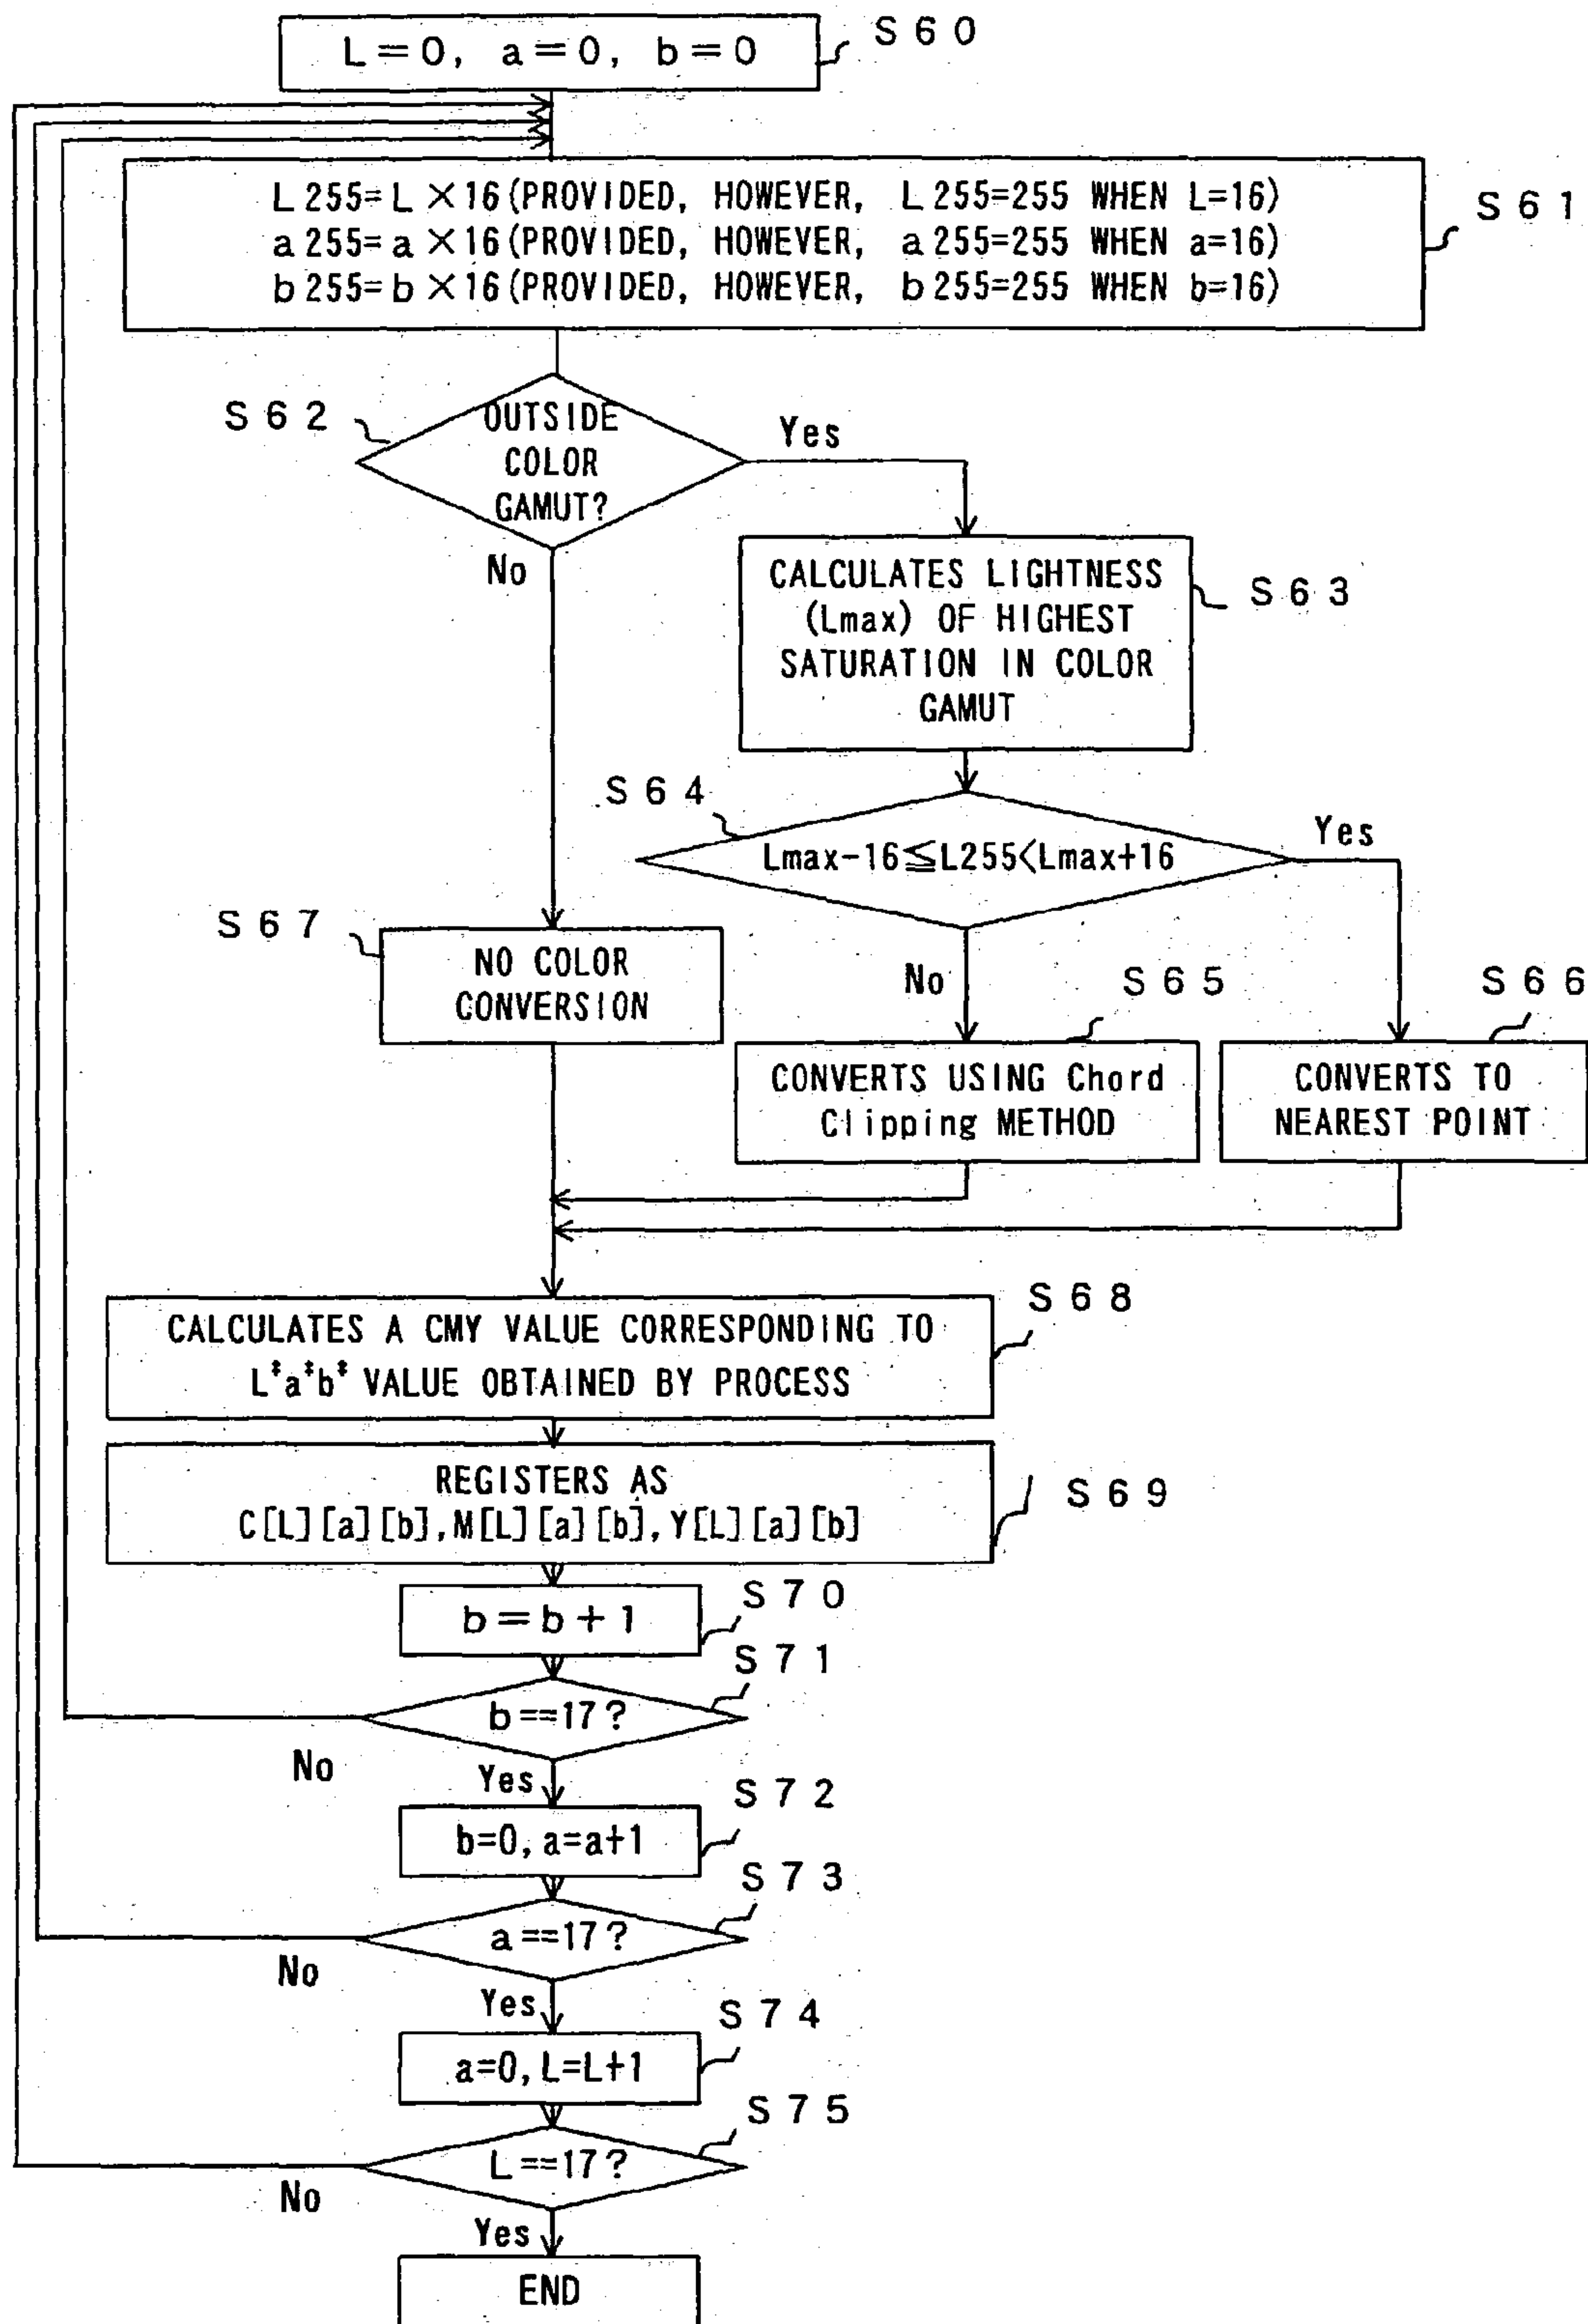 L=0, a=0, b=0
S60
L255=L×16(PROVIDED, HOWEVER, L255=255 WHEN L=16)
a255=a×16(PROVIDED, HOWEVER, a255=255 WHEN a=16)
b255=b×16(PROVIDED, HOWEVER, b255=255 WHEN b=16)
S61
S62
OUTSIDE
COLOR
GAMUT?
Yes
No
CALCULATES LIGHTNESS
(Lmax) OF HIGHEST
SATURATION IN COLOR
GAMUT
S63
S64
Lmax-16≦L255<Lmax+16
Yes
No
S67
NO COLOR
CONVERSION
S65
CONVERTS USING Chord
Clipping METHOD
S66
CONVERTS TO
NEAREST POINT
S68
CALCULATES A CMY VALUE CORRESPONDING TO
L*a*b* VALUE OBTAINED BY PROCESS
REGISTERS AS
C[L][a][b],M[L][a][b],Y[L][a][b]
S69
b=b+1
S70
S71
b==17?
No
Yes
S72
b=0, a=a+1
S73
a==17?
No
Yes
S74
a=0, L=L+1
S75
L==17?
No
Yes
END